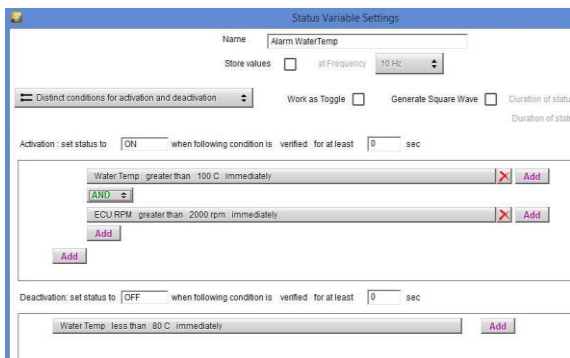 Status Variable Settings
Name Alarm WaterTemp
Store values at Frequency 10 Hz
Distinct conditions for activation and deactivation Work as Toggle Generate Square Wave Duration of statu
Duration of stat
Activation : set status to ON when following condition is verified for at least 0 sec
Water Temp greater than 100 C immediately Add
AND
ECU RPM greater than 2000 rpm immediately Add
Add
Add
Deactivation: set status to OFF when following condition is verified for at least 0 sec
Water Temp less than 80 C immediately Add